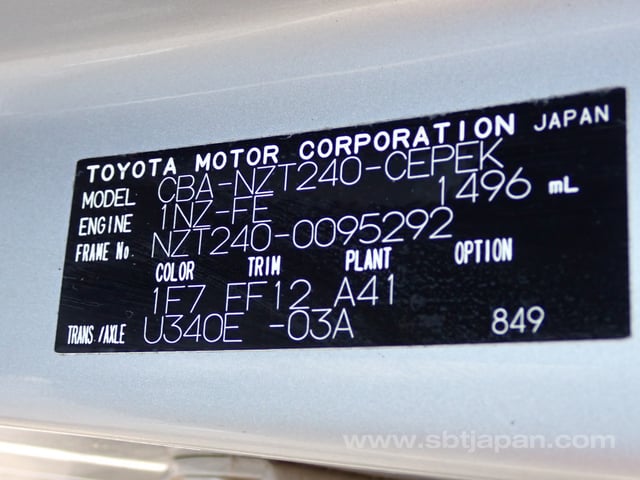 TOYOTA MOTOR CORPORATION JAPAN
MODEL CBA-NZT240-CEPEK
ENGINE 1NZ-FE 1496 mL
FRAME No. NZT240-0095292
COLOR TRIM PLANT OPTION
1F7 FF12 A41
TRANS./AXLE U340E -03A 849
www.sbtjapan.com